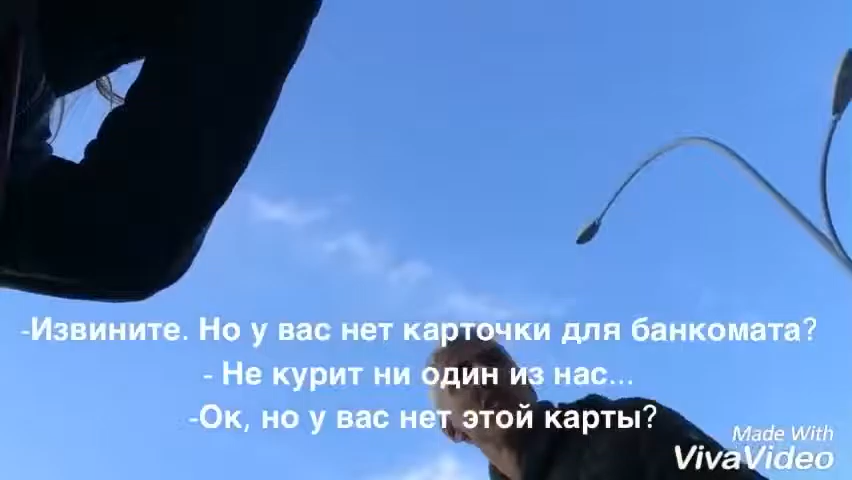 -Извините. Но у вас нет карточки для банкомата?
- Не курит ни один из нас...
-Ок, но у вас нет этой карты?
Made With
VivaVideo